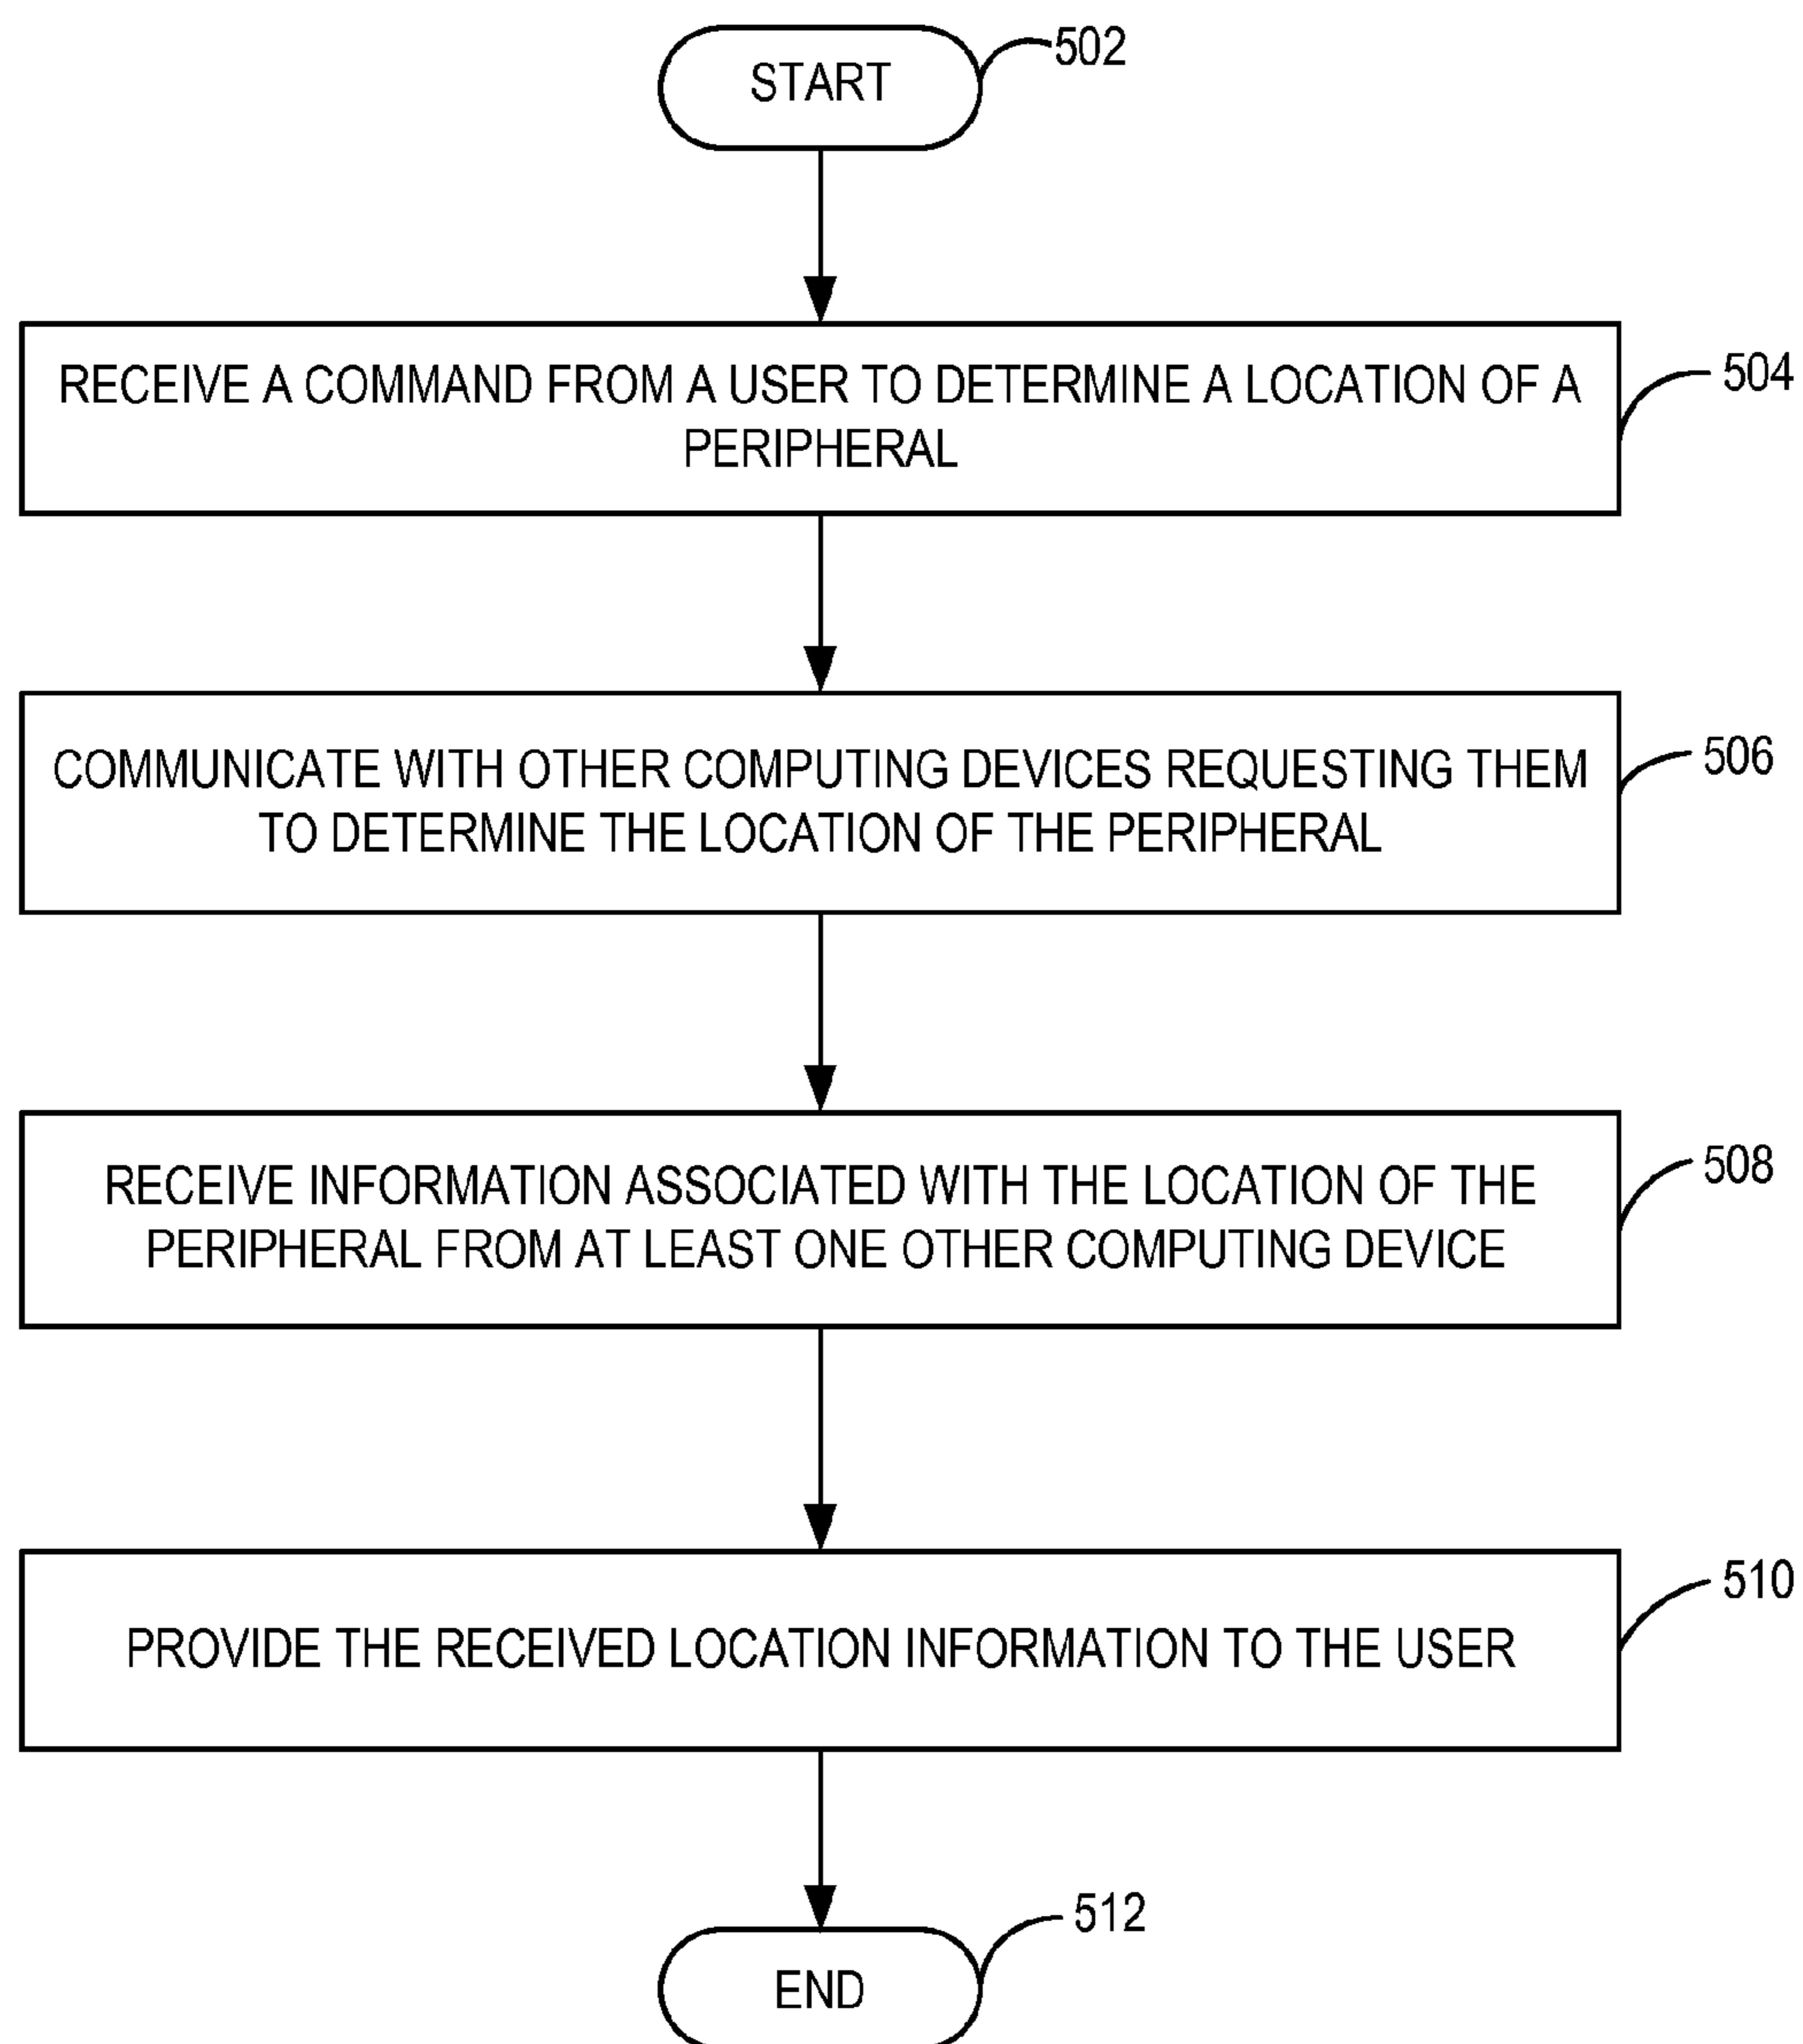 START
502
RECEIVE A COMMAND FROM A USER TO DETERMINE A LOCATION OF A
PERIPHERAL
504
COMMUNICATE WITH OTHER COMPUTING DEVICES REQUESTING THEM
TO DETERMINE THE LOCATION OF THE PERIPHERAL
506
RECEIVE INFORMATION ASSOCIATED WITH THE LOCATION OF THE
PERIPHERAL FROM AT LEAST ONE OTHER COMPUTING DEVICE
508
PROVIDE THE RECEIVED LOCATION INFORMATION TO THE USER
510
END
512